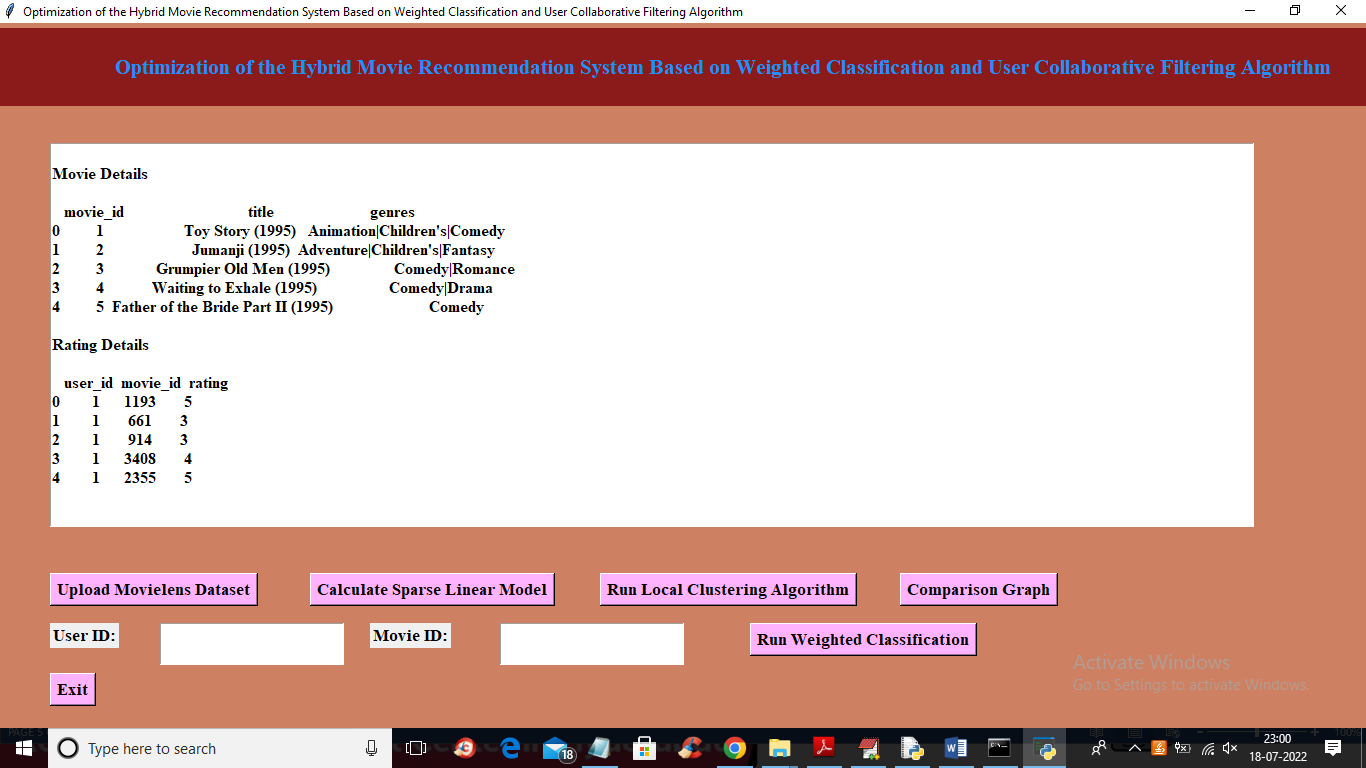 Optimization of the Hybrid Movie Recommendation System Based on Weighted Classification and User Collaborative Filtering Algorithm
Optimization of the Hybrid Movie Recommendation System Based on Weighted Classification and User Collaborative Filtering Algorithm
Movie Details
movie_id title genres
0 1 Toy Story (1995) Animation|Children's|Comedy
1 2 Jumanji (1995) Adventure|Children's|Fantasy
2 3 Grumpier Old Men (1995) Comedy|Romance
3 4 Waiting to Exhale (1995) Comedy|Drama
4 5 Father of the Bride Part II (1995) Comedy
Rating Details
user_id movie_id rating
0 1 1193 5
1 1 661 3
2 1 914 3
3 1 3408 4
4 1 2355 5
Upload Movielens Dataset Calculate Sparse Linear Model Run Local Clustering Algorithm Comparison Graph
User ID: Movie ID: Run Weighted Classification
Activate Windows
Go to Settings to activate Windows.
Exit
Type here to search
18
23:00
18-07-2022